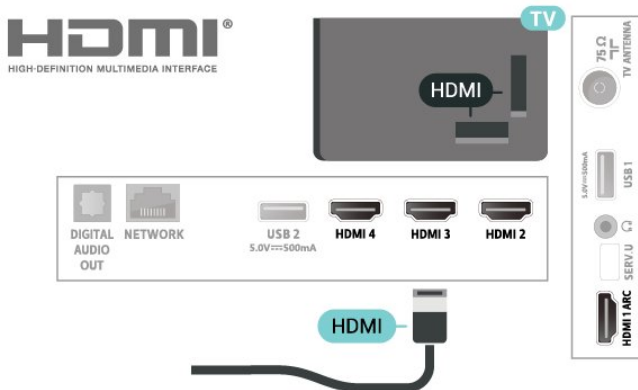 HDMI®
HIGH-DEFINITION MULTIMEDIA INTERFACE
TV
HDMI
75 Ω
TV ANTENNA
5.0V⎓500mA
USB 1
SERV.U
HDMI 1 ARC
DIGITAL
AUDIO
OUT
NETWORK
USB 2
5.0V⎓500mA
HDMI 4
HDMI 3
HDMI 2
HDMI